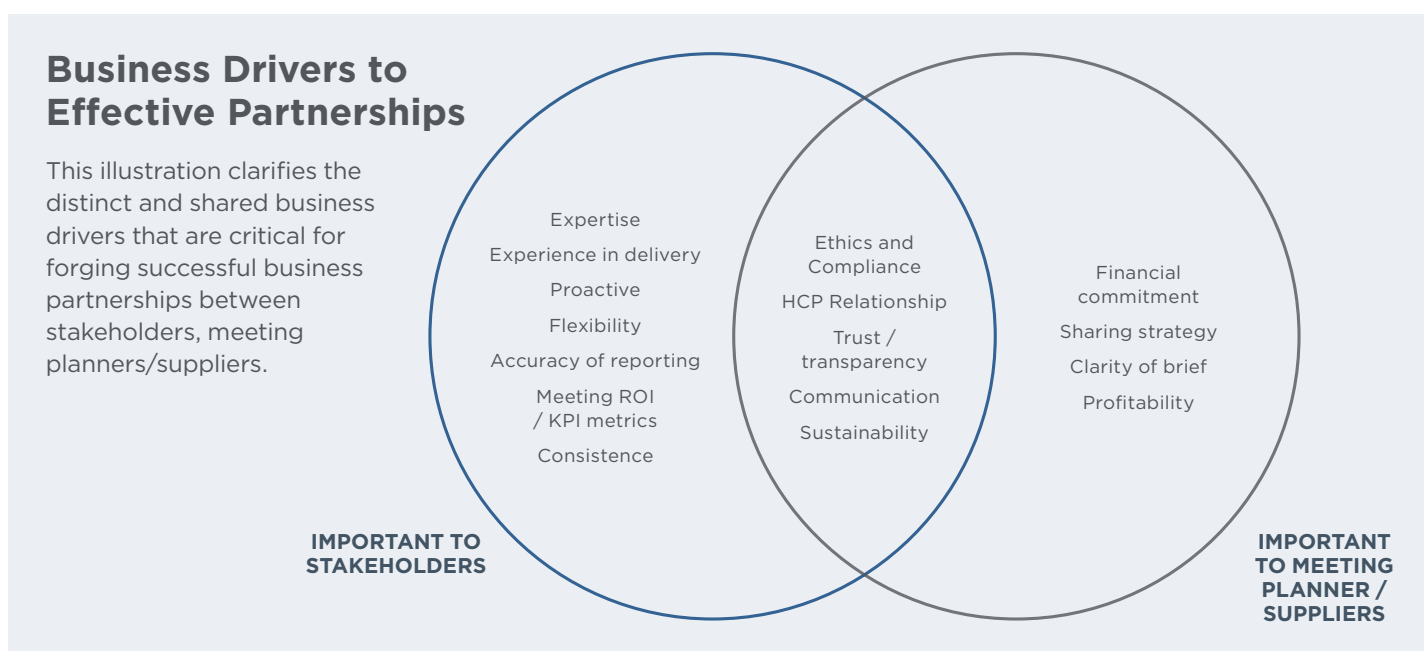 Business Drivers to
Effective Partnerships
This illustration clarifies the
distinct and shared business
drivers that are critical for
forging successful business
partnerships between
stakeholders, meeting
planners/suppliers.
Expertise
Experience in delivery
Proactive
Flexibility
Accuracy of reporting
Meeting ROI
/ KPI metrics
Consistence
Ethics and
Compliance
HCP Relationship
Trust /
transparency
Communication
Sustainability
Financial
commitment
Sharing strategy
Clarity of brief
Profitability
IMPORTANT TO
STAKEHOLDERS
IMPORTANT
TO MEETING
PLANNER /
SUPPLIERS